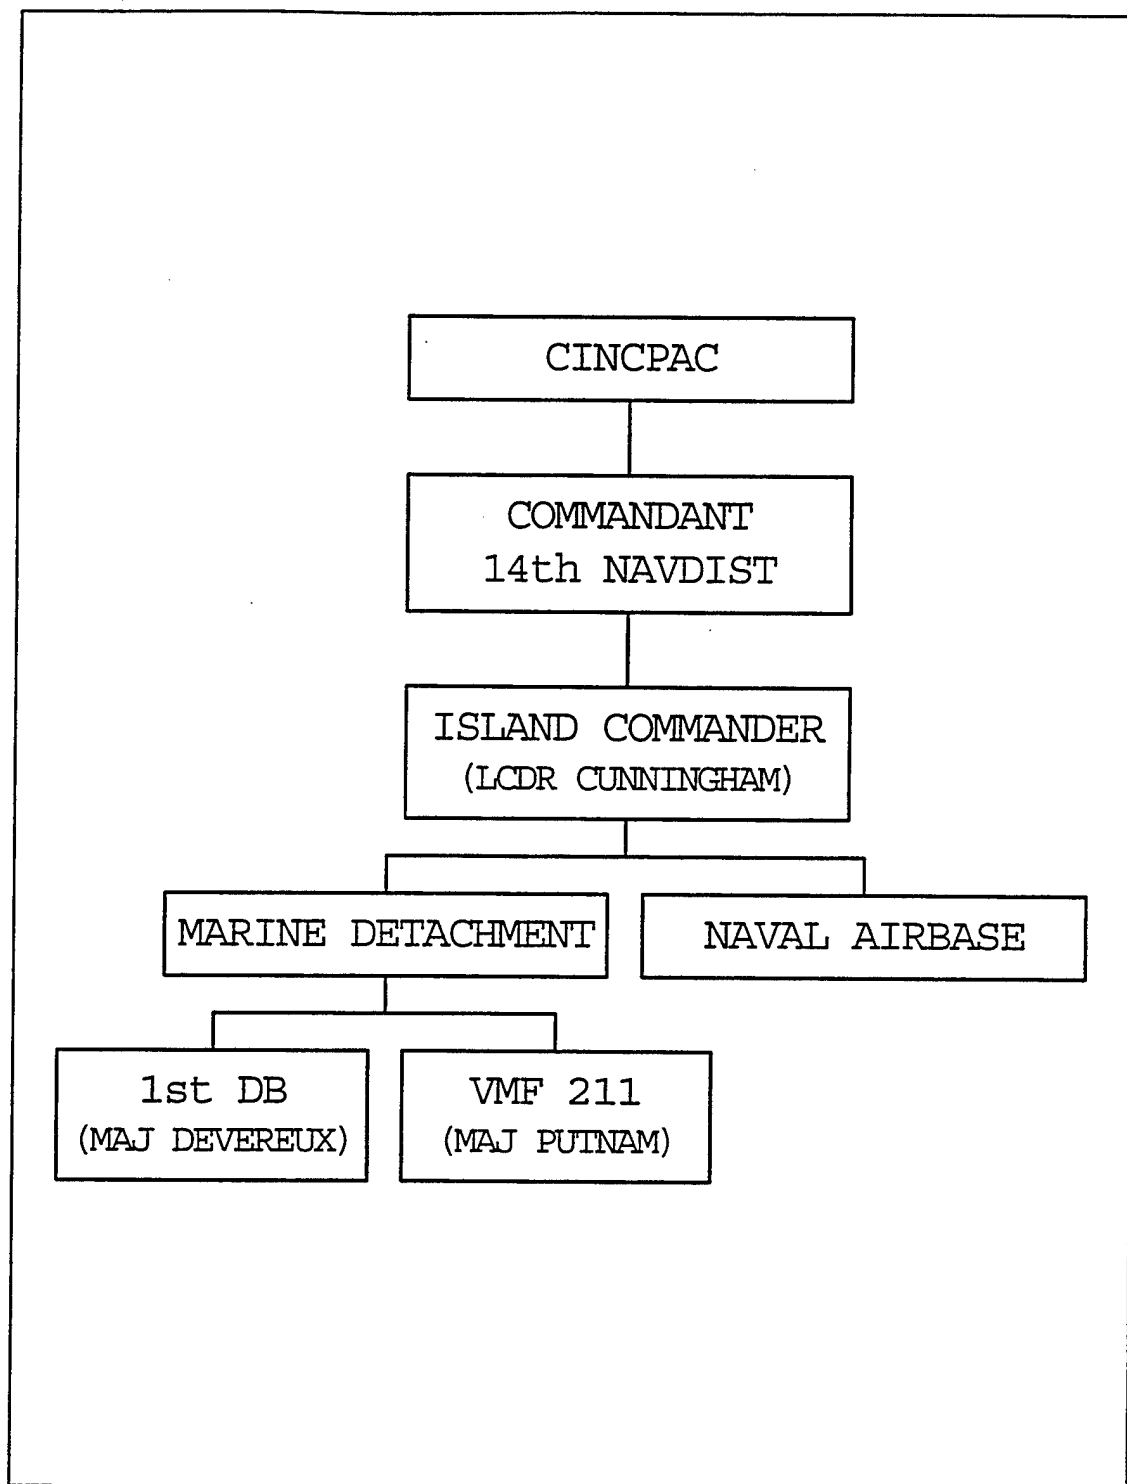 CINCPAC
COMMANDANT
14th NAVDIST
ISLAND COMMANDER
(LCDR CUNNINGHAM)
MARINE DETACHMENT
NAVAL AIRBASE
1st DB
(MAJ DEVEREUX)
VMF 211
(MAJ PUTNAM)